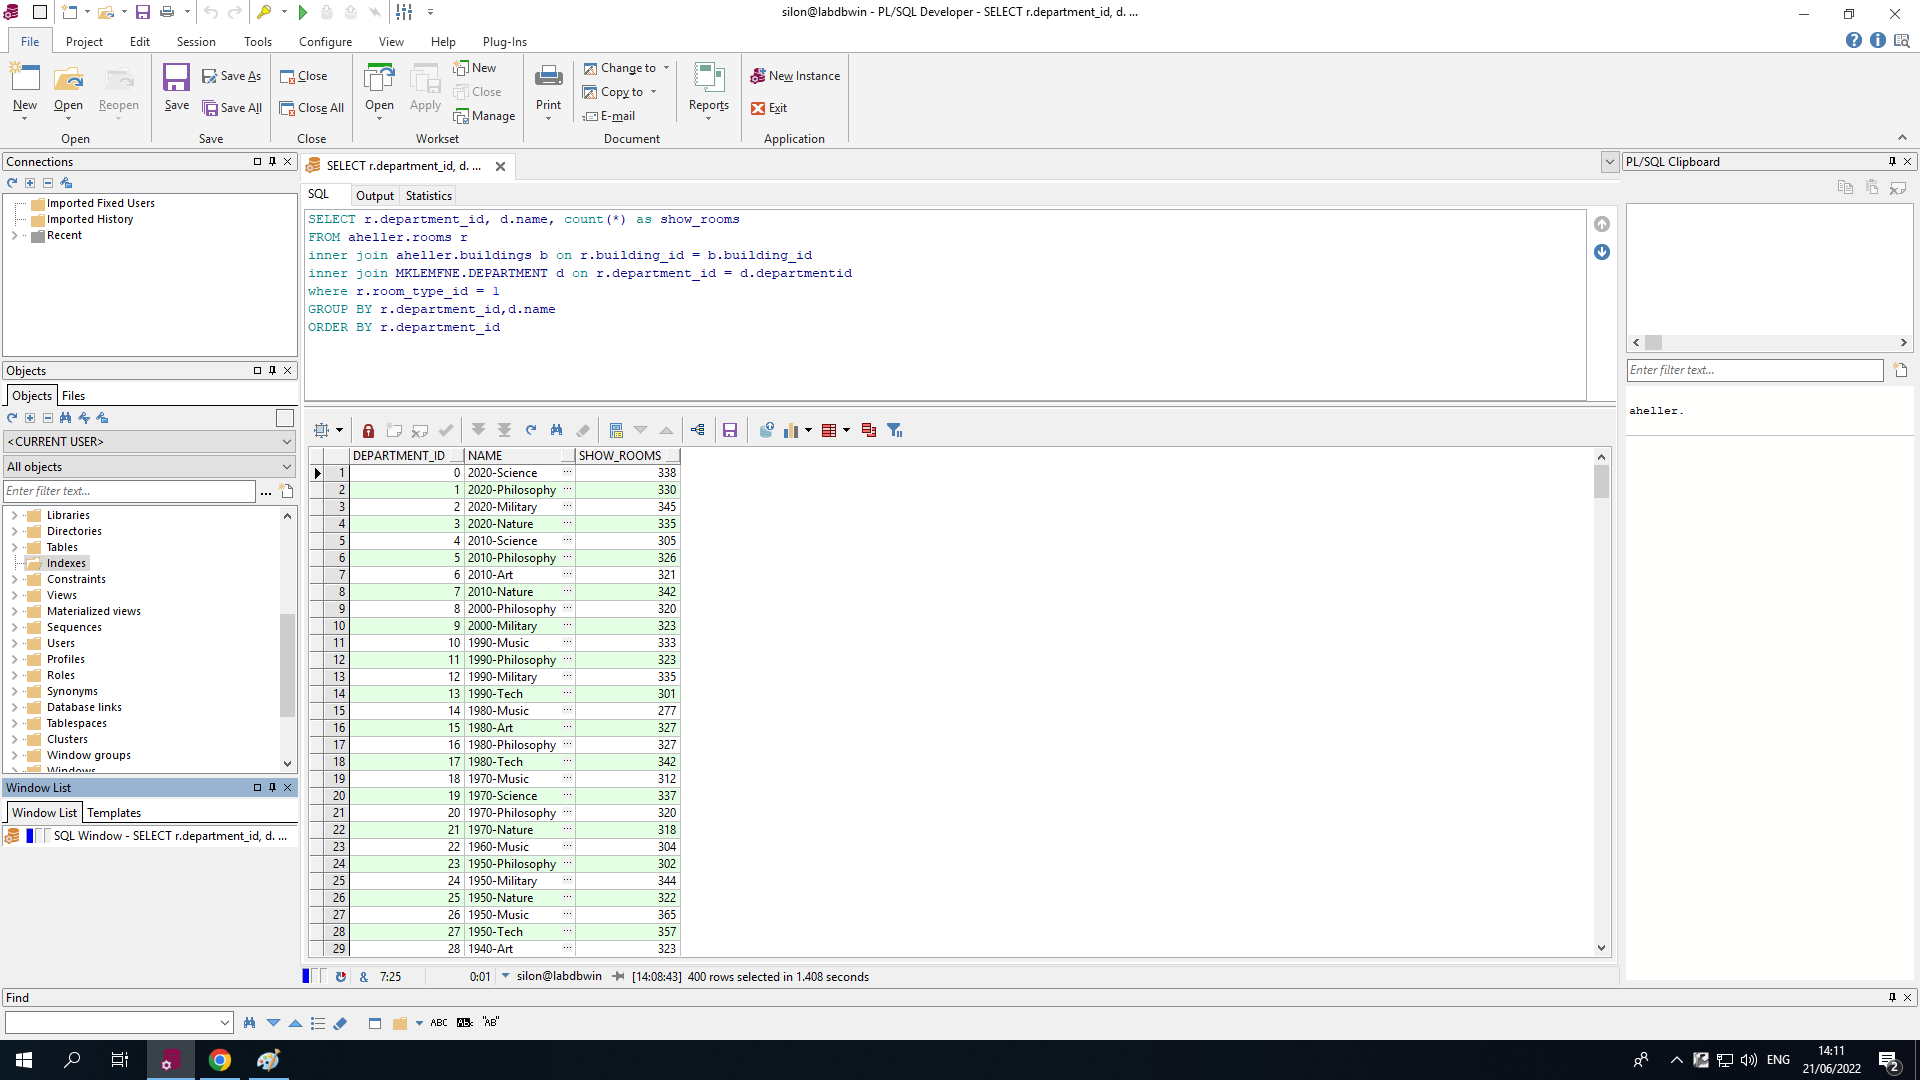 silon@labdbwin - PL/SQL Developer - SELECT r.department_id, d. ...
File Project Edit Session Tools Configure View Help Plug-Ins
New Open Reopen Save Save As Save All Close Close All Open Apply New Close Manage Print Change to Copy to E-mail Reports New Instance Exit
Open Save Close Workset Document Application
Connections
Imported Fixed Users
Imported History
Recent
Objects
Objects Files
<CURRENT USER>
All objects
Enter filter text... ...
Libraries
Directories
Tables
Indexes
Constraints
Views
Materialized views
Sequences
Users
Profiles
Roles
Synonyms
Database links
Tablespaces
Clusters
Window groups
Windows
Window List
Window List Templates
SQL Window - SELECT r.department_id, d. ...
SELECT r.department_id, d. ...
SQL Output Statistics
SELECT r.department_id, d.name, count(*) as show_rooms
FROM aheller.rooms r
inner join aheller.buildings b on r.building_id = b.building_id
inner join MKLEMFNE.DEPARTMENT d on r.department_id = d.departmentid
where r.room_type_id = 1
GROUP BY r.department_id,d.name
ORDER BY r.department_id
DEPARTMENT_ID NAME SHOW_ROOMS
1 0 2020-Science ... 338
2 1 2020-Philosophy ... 330
3 2 2020-Military ... 345
4 3 2020-Nature ... 335
5 4 2010-Science ... 305
6 5 2010-Philosophy ... 326
7 6 2010-Art ... 321
8 7 2010-Nature ... 342
9 8 2000-Philosophy ... 320
10 9 2000-Military ... 323
11 10 1990-Music ... 333
12 11 1990-Philosophy ... 323
13 12 1990-Military ... 335
14 13 1990-Tech ... 301
15 14 1980-Music ... 277
16 15 1980-Art ... 327
17 16 1980-Philosophy ... 327
18 17 1980-Tech ... 342
19 18 1970-Music ... 312
20 19 1970-Science ... 337
21 20 1970-Philosophy ... 320
22 21 1970-Nature ... 318
23 22 1960-Music ... 304
24 23 1950-Philosophy ... 302
25 24 1950-Military ... 344
26 25 1950-Nature ... 322
27 26 1950-Music ... 365
28 27 1950-Tech ... 357
29 28 1940-Art ... 323
& 7:25 0:01 silon@labdbwin [14:08:43] 400 rows selected in 1.408 seconds
PL/SQL Clipboard
Enter filter text...
aheller.
Find
ABC "AB"
ENG
14:11
21/06/2022
2